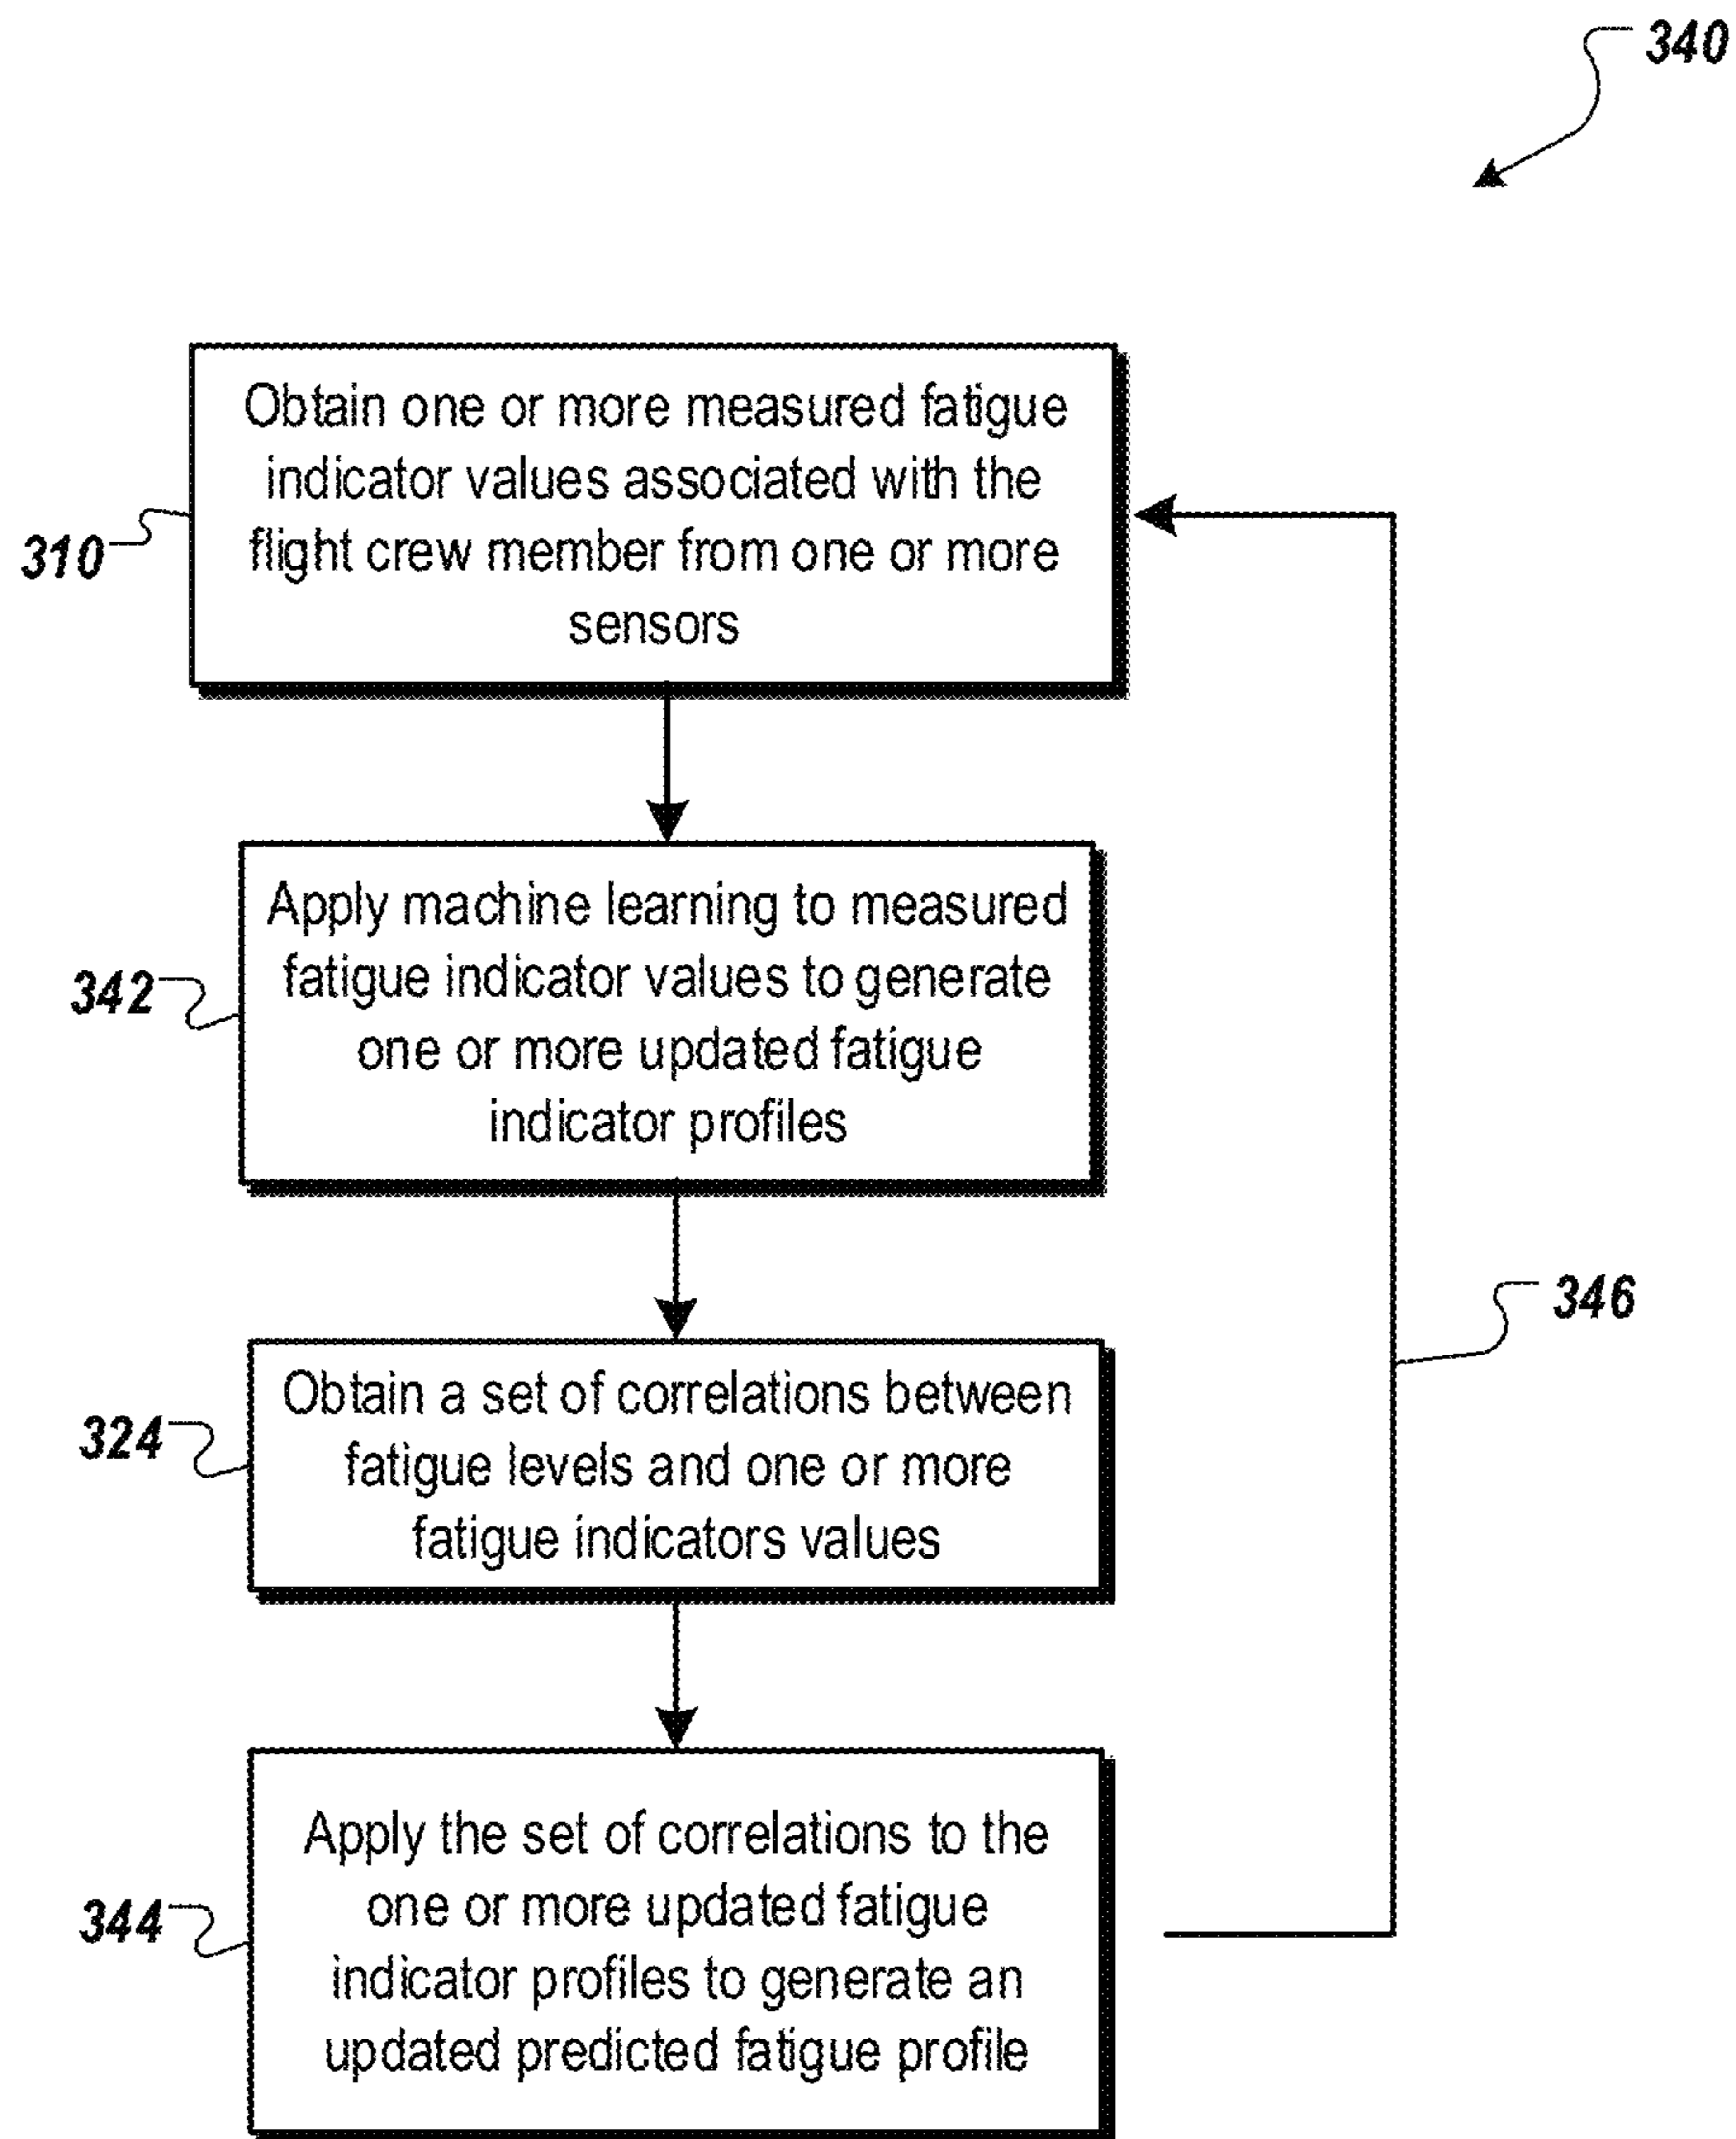 340
Obtain one or more measured fatigue
indicator values associated with the
flight crew member from one or more
sensors
310
Apply machine learning to measured
fatigue indicator values to generate
one or more updated fatigue
indicator profiles
342
Obtain a set of correlations between
fatigue levels and one or more
fatigue indicators values
324
346
Apply the set of correlations to the
one or more updated fatigue
indicator profiles to generate an
updated predicted fatigue profile
344